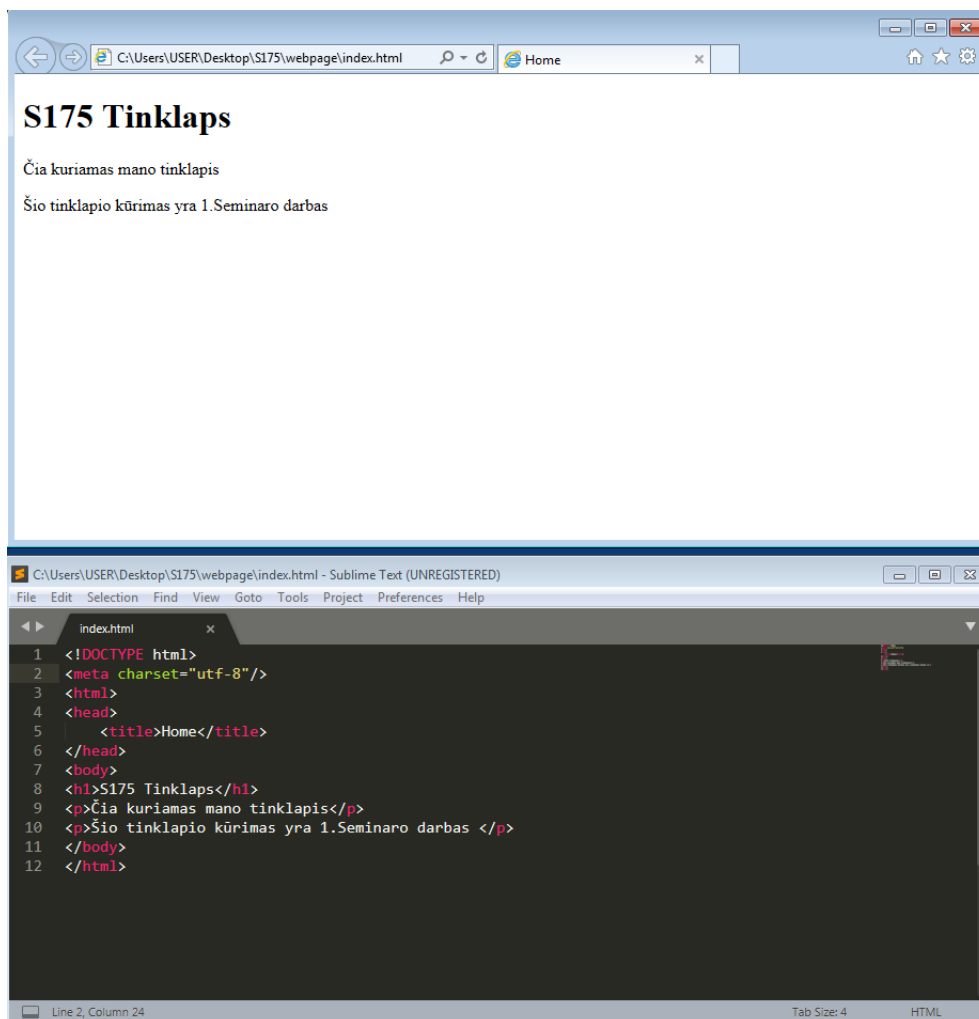 C:\Users\USER\Desktop\S175\webpage\index.html
Home
S175 Tinklaps
Čia kuriamas mano tinklapis
Šio tinklapio kūrimas yra 1.Seminaro darbas
C:\Users\USER\Desktop\S175\webpage\index.html - Sublime Text (UNREGISTERED)
File Edit Selection Find View Goto Tools Project Preferences Help
index.html
1 <!DOCTYPE html>
2 <meta charset="utf-8"/>
3 <html>
4 <head>
5 <title>Home</title>
6 </head>
7 <body>
8 <h1>S175 Tinklaps</h1>
9 <p>Čia kuriamas mano tinklapis</p>
10 <p>Šio tinklapio kūrimas yra 1.Seminaro darbas </p>
11 </body>
12 </html>
Line 2, Column 24
Tab Size: 4
HTML